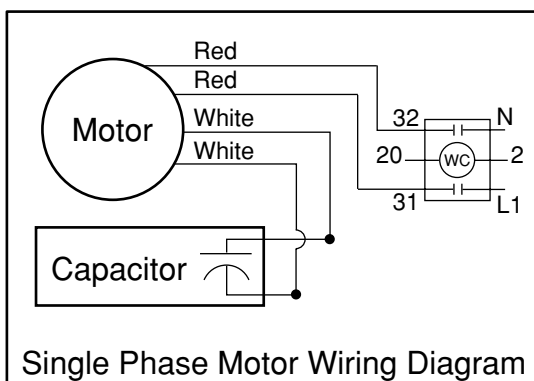 Red
Red
White
White
Motor
32
N
20
WC
2
31
L1
Capacitor
Single Phase Motor Wiring Diagram